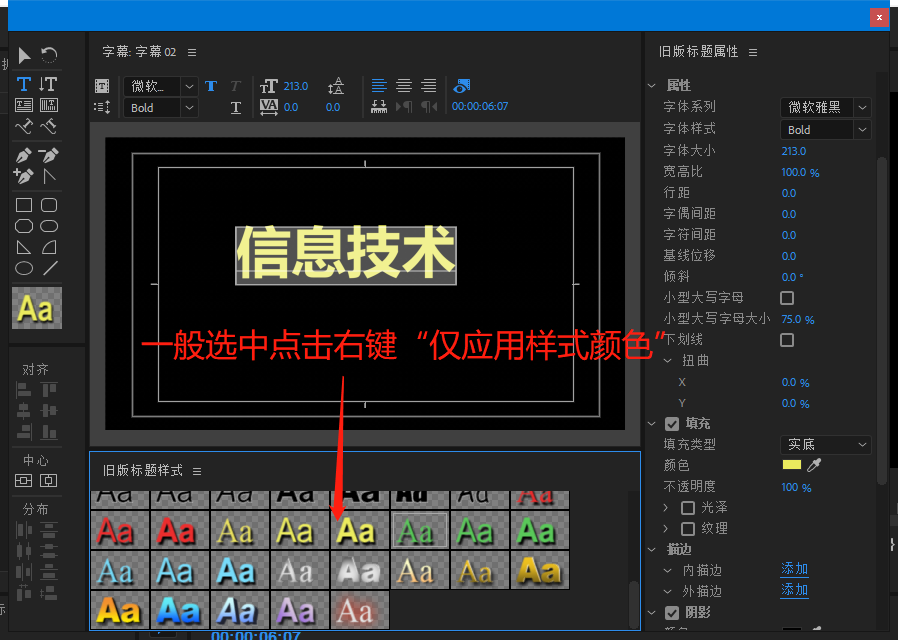 x
字幕: 字幕 02 ≡
微软...
T
T
213.0
Bold
T
VA 0.0
0.0
00:00:06:07
信息技术
一般选中点击右键“仅应用样式颜色”
Aa
对齐
中心
分布
旧版标题样式 ≡
Aa Aa Aa Aa Aa Aa Aa Aa
Aa Aa Aa Aa Aa Aa Aa Aa
Aa Aa Aa Aa Aa Aa Aa Aa
Aa Aa Aa Aa Aa
00:00:06:07
旧版标题属性 ≡
属性
字体系列 微软雅黑
字体样式 Bold
字体大小 213.0
宽高比 100.0 %
行距 0.0
字偶间距 0.0
字符间距 0.0
基线位移 0.0
倾斜 0.0 °
小型大写字母
小型大写字母大小 75.0 %
下划线
扭曲
X 0.0 %
Y 0.0 %
填充
填充类型 实底
颜色
不透明度 100 %
光泽
纹理
描边
内描边 添加
外描边 添加
阴影